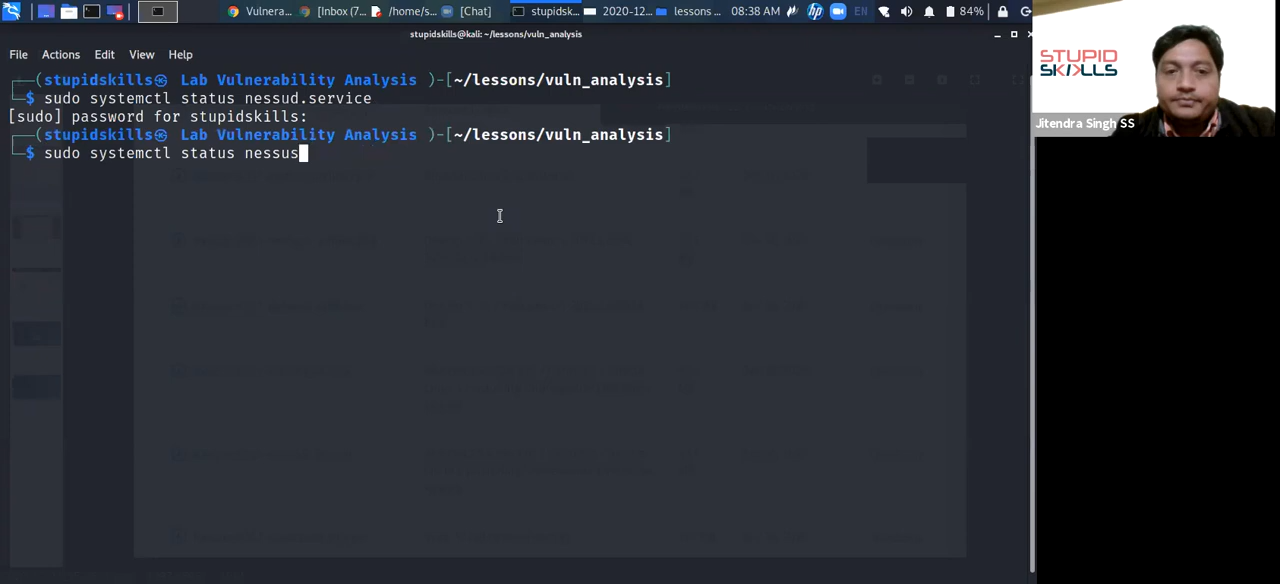 Vulnera...
[Inbox (7...
/home/s...
[Chat]
stupidsk...
2020-12...
lessons ...
08:38 AM
EN
84%
stupidskills@kali: ~/lessons/vuln_analysis
File Actions Edit View Help
(stupidskills㉿ Lab Vulnerability Analysis )-[~/lessons/vuln_analysis]
$ sudo systemctl status nessud.service
[sudo] password for stupidskills:
(stupidskills㉿ Lab Vulnerability Analysis )-[~/lessons/vuln_analysis]
$ sudo systemctl status nessus
STUPID
SKILLS
Jitendra Singh SS